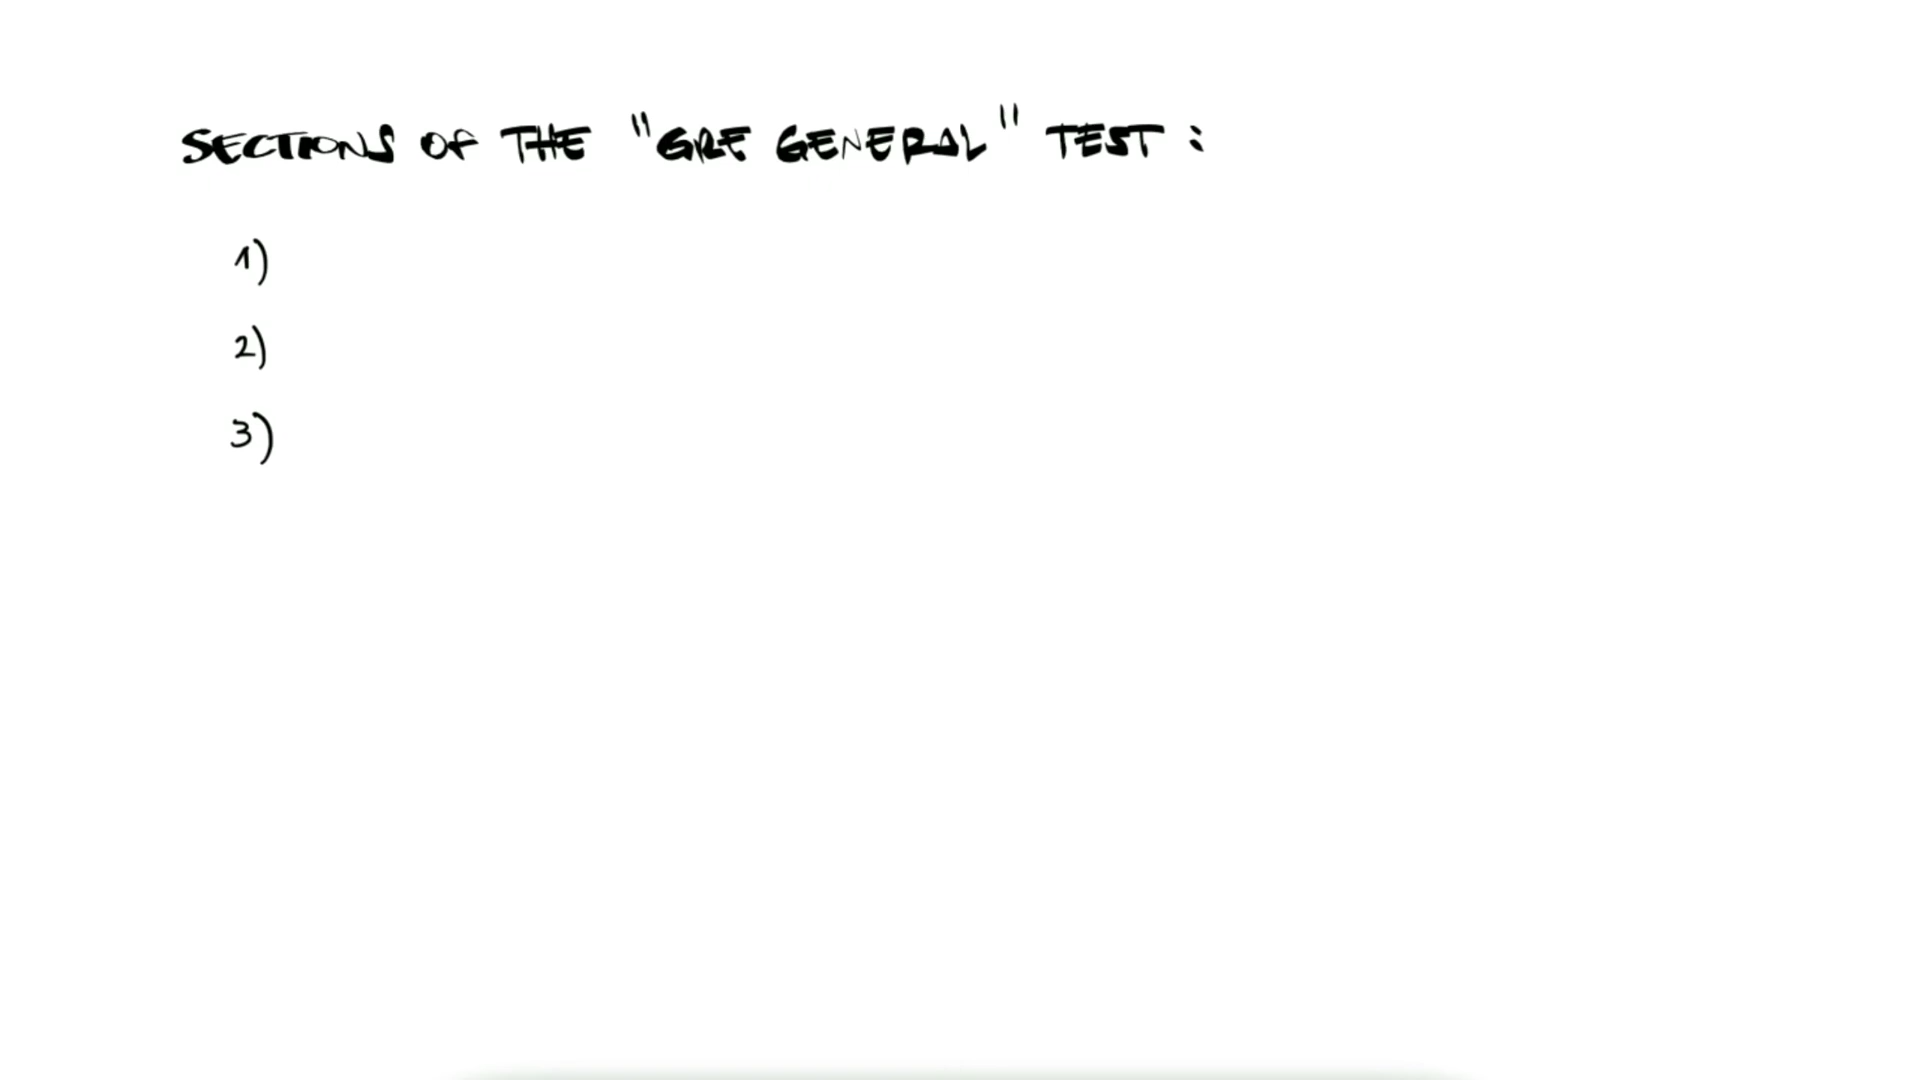 SECTIONS OF THE "GRE GENERAL" TEST:
1)
2)
3)